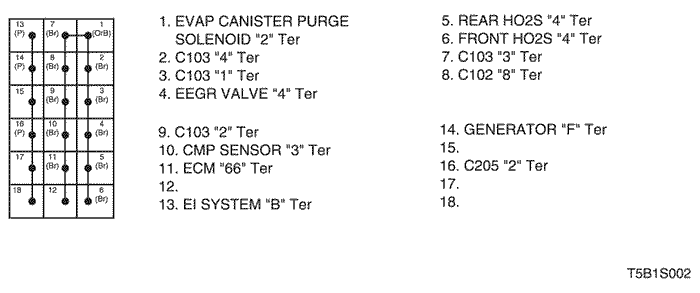 13 (P) 7 (Br) 1 (OrB)
14 (P) 8 (Br) 2 (Br)
15 9 (Br) 3 (Br)
16 (P) 10 (Br) 4 (Br)
17 11 (Br) 5 (Br)
18 12 6 (Br)
1. EVAP CANISTER PURGE
SOLENOID "2" Ter
2. C103 "4" Ter
3. C103 "1" Ter
4. EEGR VALVE "4" Ter
5. REAR HO2S "4" Ter
6. FRONT HO2S "4" Ter
7. C103 "3" Ter
8. C102 "8" Ter
9. C103 "2" Ter
10. CMP SENSOR "3" Ter
11. ECM "66" Ter
12.
13. EI SYSTEM "B" Ter
14. GENERATOR "F" Ter
15.
16. C205 "2" Ter
17.
18.
T5B1S002